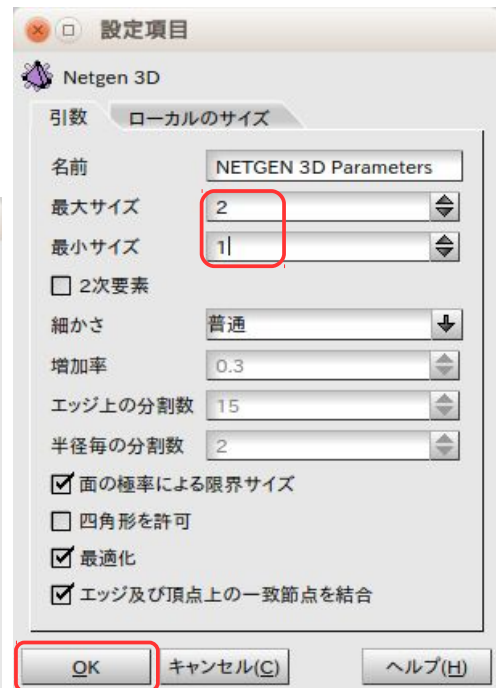 設定項目
Netgen 3D
引数 ローカルのサイズ
名前 NETGEN 3D Parameters
最大サイズ 2
最小サイズ 1
2次要素
細かさ 普通
増加率 0.3
エッジ上の分割数 15
半径毎の分割数 2
面の極率による限界サイズ
四角形を許可
最適化
エッジ及び頂点上の一致節点を結合
OK キャンセル(C) ヘルプ(H)